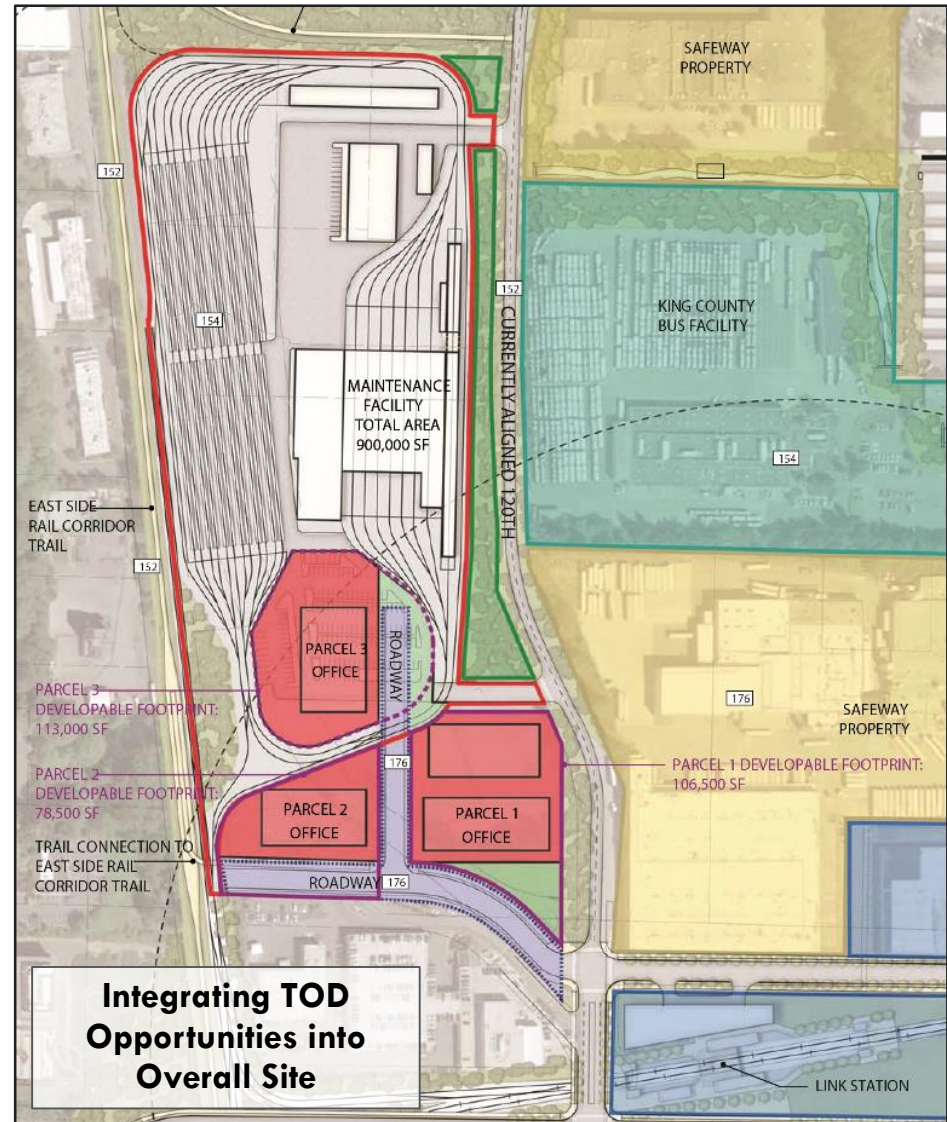 SAFEWAY
PROPERTY
152
152
KING COUNTY
BUS FACILITY
154
CURRENTLY ALIGNED 120TH
MAINTENANCE
FACILITY
TOTAL AREA
900,000 SF
154
EAST SIDE
RAIL CORRIDOR
TRAIL
152
PARCEL 3
OFFICE
ROADWAY
PARCEL 3
DEVELOPABLE FOOTPRINT:
113,000 SF
176
SAFEWAY
PROPERTY
176
PARCEL 2
DEVELOPABLE FOOTPRINT:
78,500 SF
PARCEL 1 DEVELOPABLE FOOTPRINT:
106,500 SF
PARCEL 2
OFFICE
PARCEL 1
OFFICE
TRAIL CONNECTION TO
EAST SIDE RAIL
CORRIDOR TRAIL
ROADWAY
176
Integrating TOD
Opportunities into
Overall Site
LINK STATION